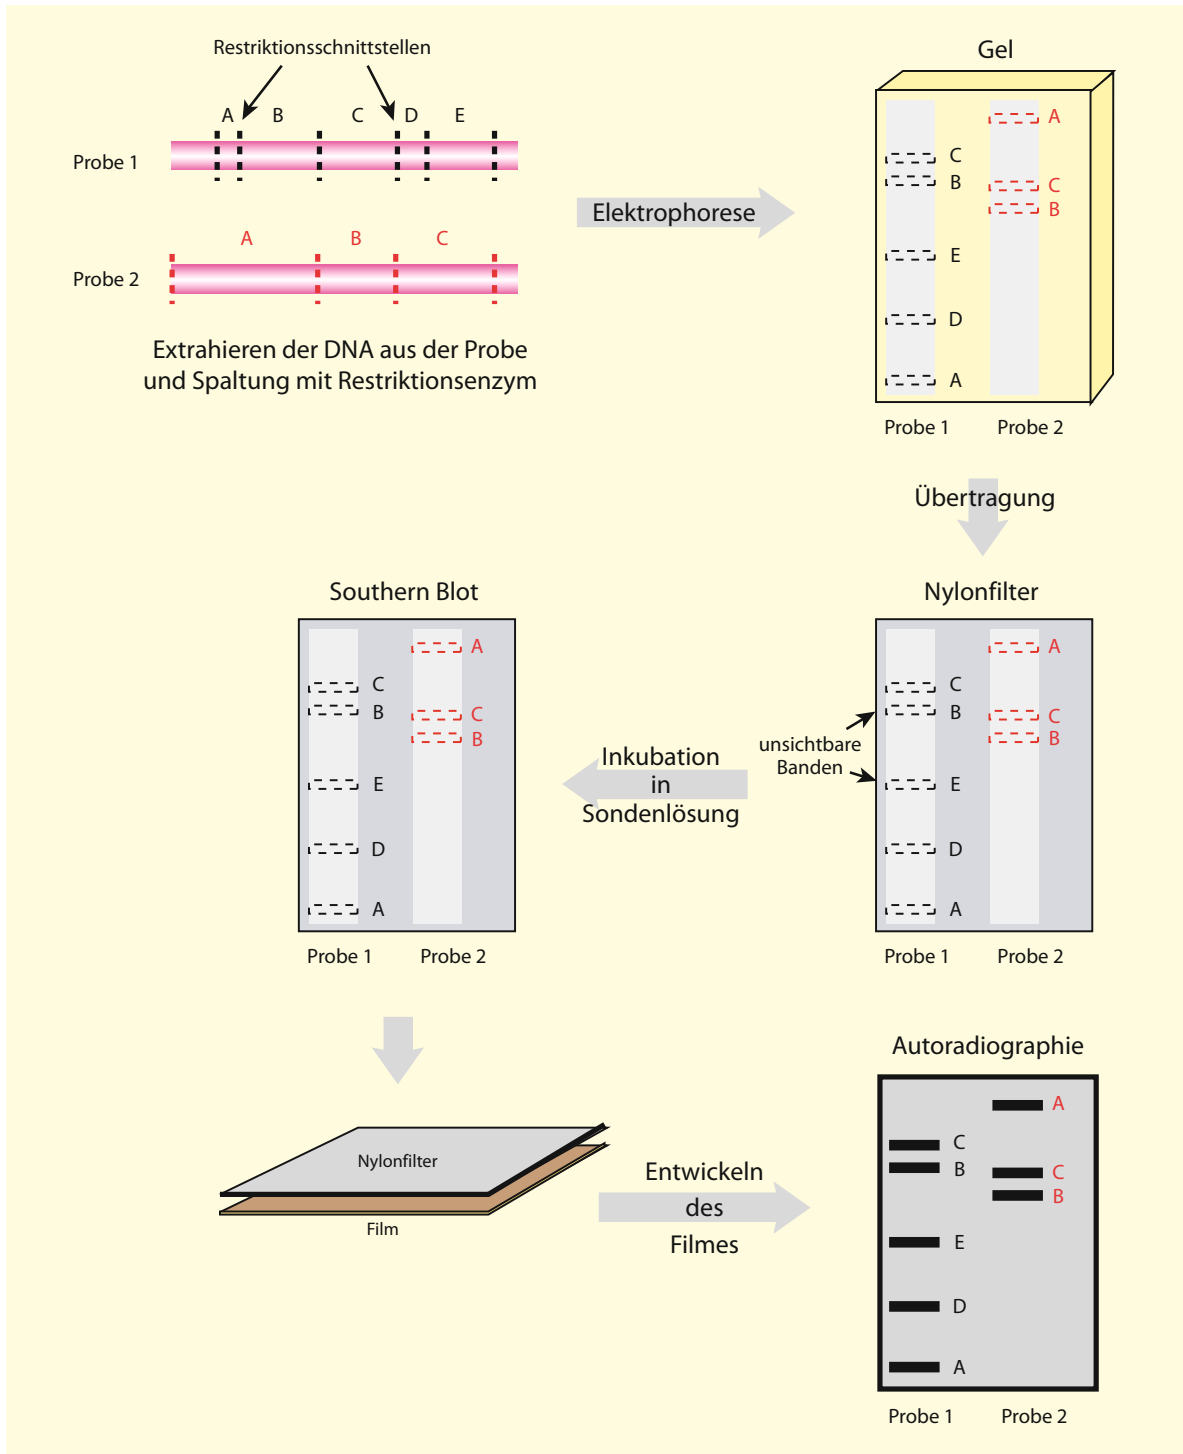 Restriktionsschnittstellen
A B C D E
Probe 1
A B C
Probe 2
Extrahieren der DNA aus der Probe
und Spaltung mit Restriktionsenzym
Elektrophorese
Gel
A
C
B
C
B
E
D
A
Probe 1 Probe 2
Übertragung
Nylonfilter
A
C
B
C
B
unsichtbare
Banden
E
D
A
Probe 1 Probe 2
Inkubation
in
Sondenlösung
Southern Blot
A
C
B
C
B
E
D
A
Probe 1 Probe 2
Nylonfilter
Film
Entwickeln
des
Filmes
Autoradiographie
A
C
B
C
B
E
D
A
Probe 1 Probe 2